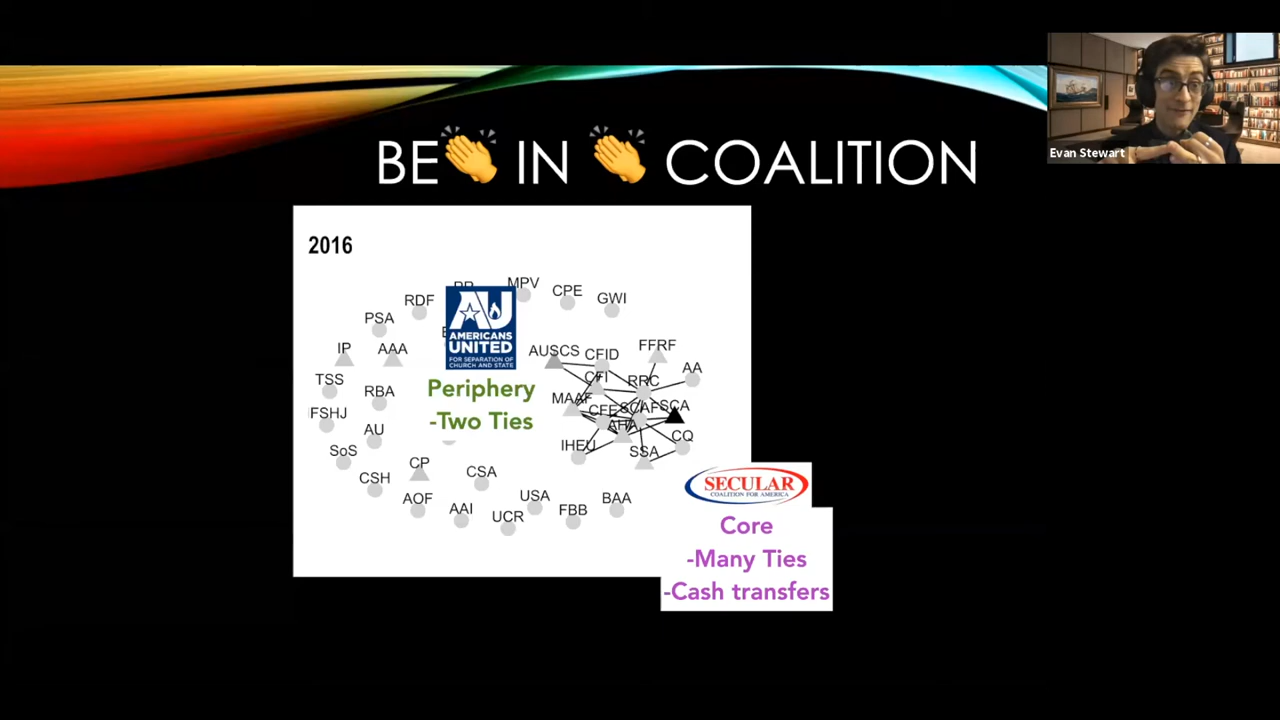 Evan Stewart
BE👏 IN 👏 COALITION
2016
MPV
CPE
GWI
RDF
PSA
IP
AAA
TSS
RBA
FSHJ
AU
SoS
CSH
CP
CSA
AOF
AAI
UCR
USA
FBB
BAA
AU
AMERICANS
UNITED
FOR SEPARATION OF
CHURCH AND STATE
Periphery
-Two Ties
AUSCS
CFID
FFRF
CFI
RRC
AA
MAAF
SCA
AHA
CQ
IHEU
SSA
SECULAR
COALITION FOR AMERICA
Core
-Many Ties
-Cash transfers